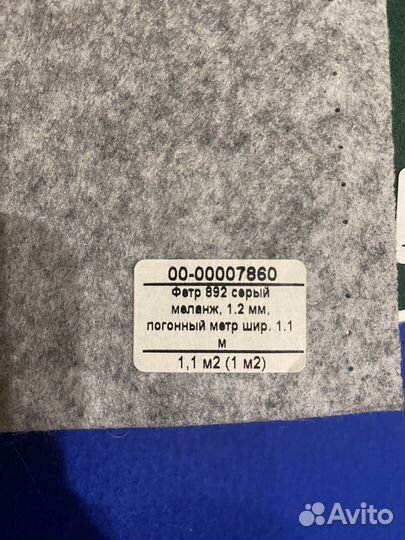 00-00007860
Фетр 892 серый
меланж, 1.2 мм,
погонный метр шир. 1.1
м
1,1 м2 (1 м2)
Avito